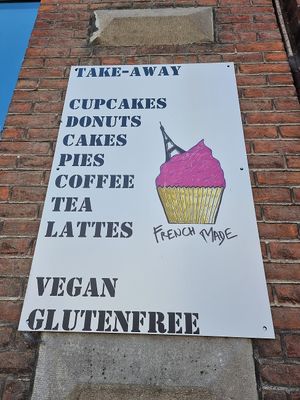 TAKE-AWAY
CUPCAKES
DONUTS
CAKES
PIES
COFFEE
TEA
LATTES
FRENCH MADE
VEGAN
GLUTENFREE